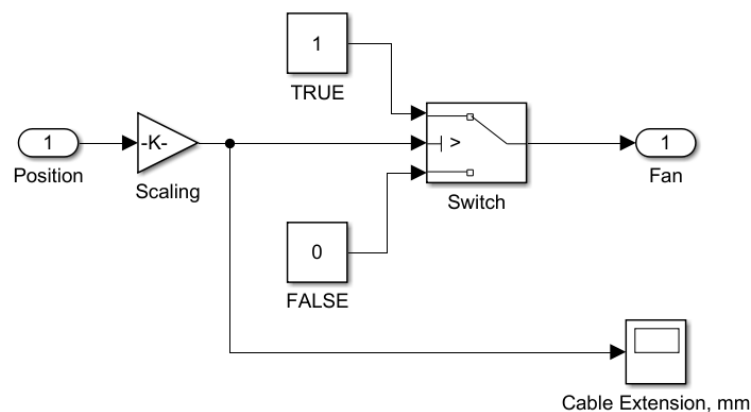 1
TRUE
1
Position
-K-
Scaling
>
Switch
1
Fan
0
FALSE
Cable Extension, mm